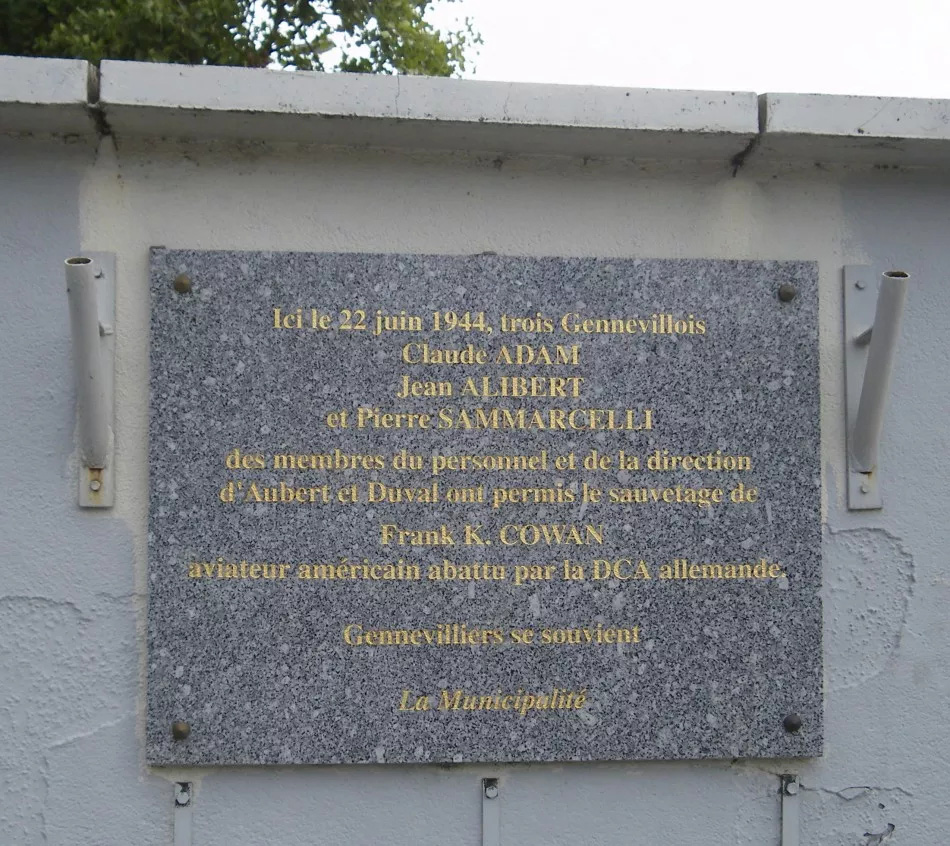 Ici le 22 juin 1944, trois Gennevillois
Claude ADAM
Jean ALIBERT
et Pierre SAMMARCELLI
des membres du personnel et de la direction
d'Aubert et Duval ont permis le sauvetage de
Frank K. COWAN
aviateur américain abattu par la DCA allemande.
Gennevilliers se souvient
La Municipalité